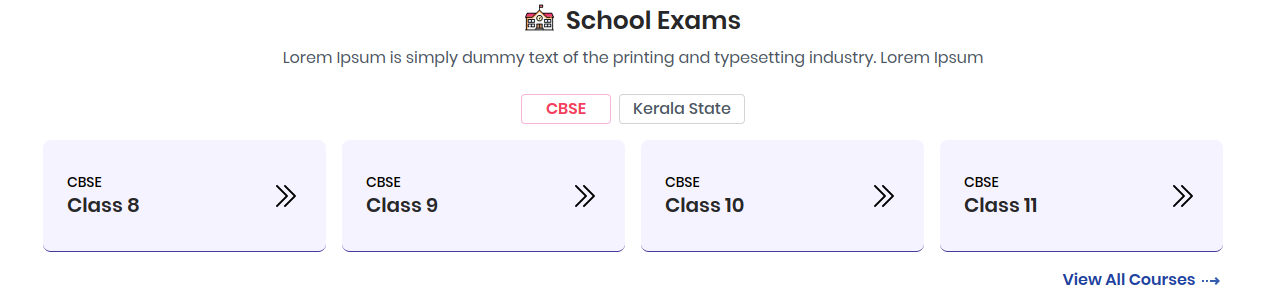 School Exams
Lorem Ipsum is simply dummy text of the printing and typesetting industry. Lorem Ipsum
CBSE Kerala State
CBSE
Class 8
CBSE
Class 9
CBSE
Class 10
CBSE
Class 11
View All Courses